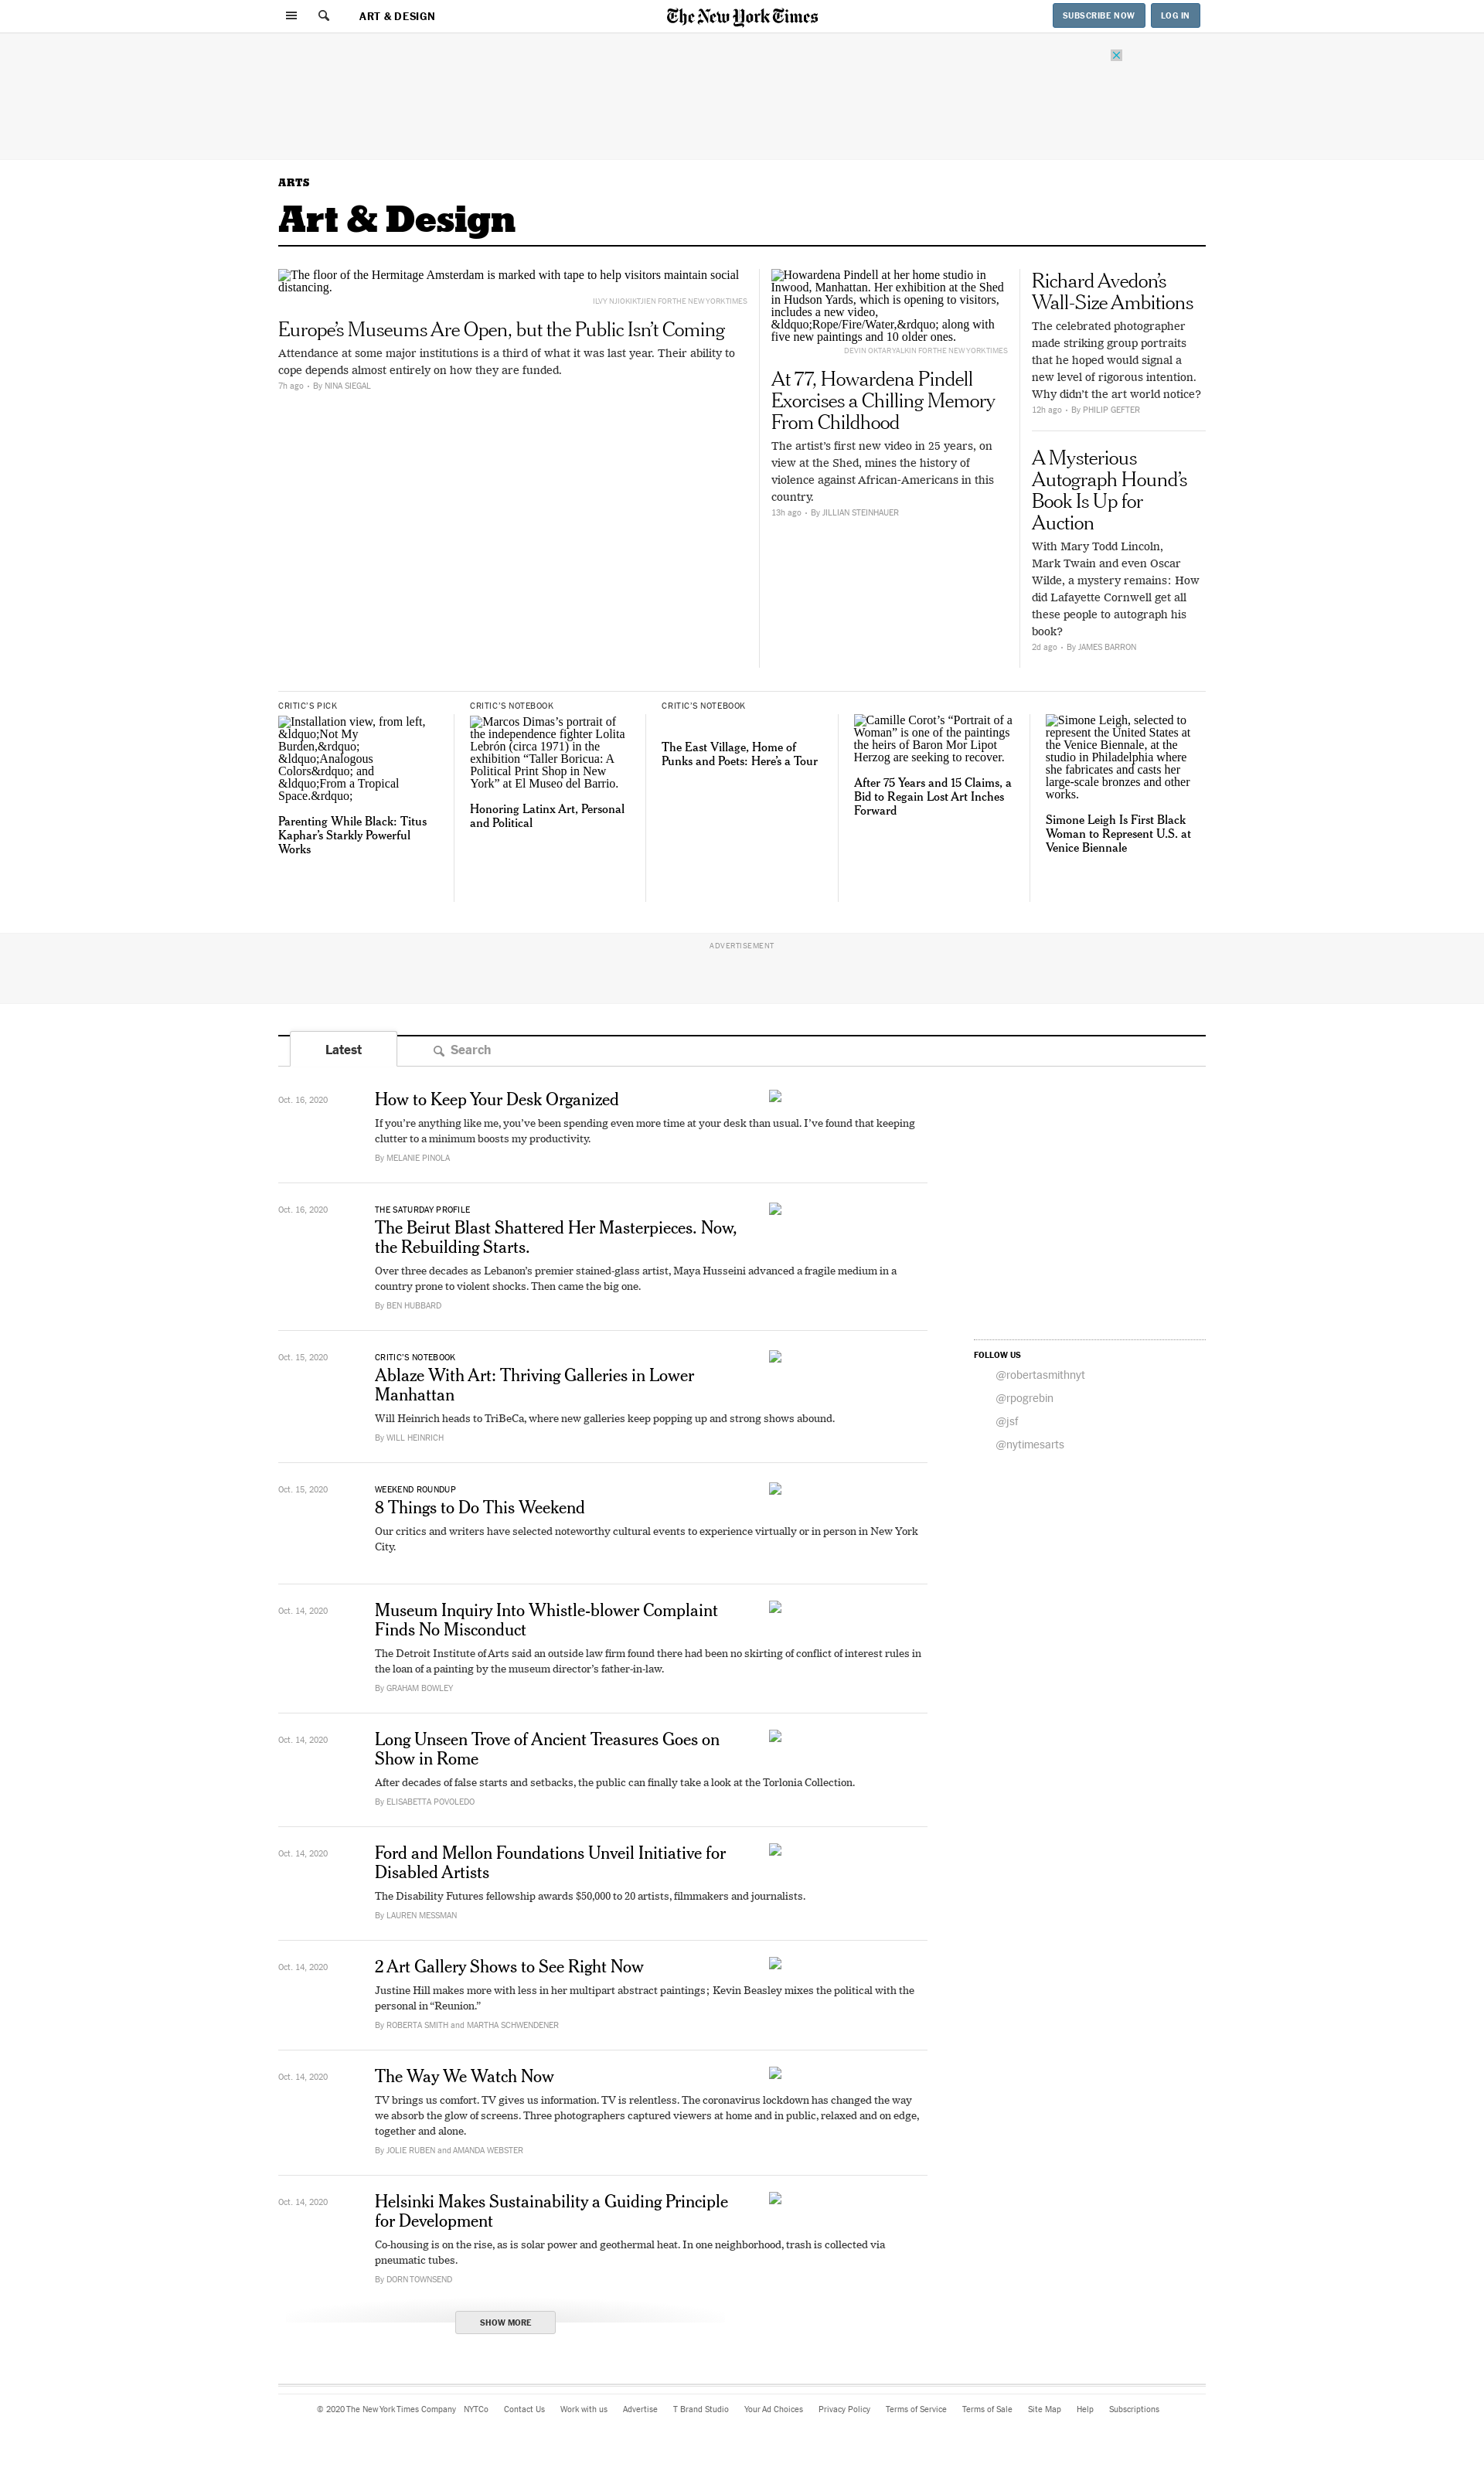 ART & DESIGN
The New York Times
SUBSCRIBE NOW
LOG IN
ARTS
Art & Design
The floor of the Hermitage Amsterdam is marked with tape to help visitors maintain social
distancing.
ILVY NJIOKIKTJIEN FOR THE NEW YORK TIMES
Europe’s Museums Are Open, but the Public Isn’t Coming
Attendance at some major institutions is a third of what it was last year. Their ability to
cope depends almost entirely on how they are funded.
7h ago • By NINA SIEGAL
Howardena Pindell at her home studio in
Inwood, Manhattan. Her exhibition at the Shed
in Hudson Yards, which is opening to visitors,
includes a new video,
&ldquo;Rope/Fire/Water,&rdquo; along with
five new paintings and 10 older ones.
DEVIN OKTAR YALKIN FOR THE NEW YORK TIMES
At 77, Howardena Pindell
Exorcises a Chilling Memory
From Childhood
The artist’s first new video in 25 years, on
view at the Shed, mines the history of
violence against African-Americans in this
country.
13h ago • By JILLIAN STEINHAUER
Richard Avedon’s
Wall-Size Ambitions
The celebrated photographer
made striking group portraits
that he hoped would signal a
new level of rigorous intention.
Why didn't the art world notice?
12h ago • By PHILIP GEFTER
A Mysterious
Autograph Hound’s
Book Is Up for
Auction
With Mary Todd Lincoln,
Mark Twain and even Oscar
Wilde, a mystery remains: How
did Lafayette Cornwell get all
these people to autograph his
book?
2d ago • By JAMES BARRON
CRITIC’S PICK
Installation view, from left,
&ldquo;Not My
Burden,&rdquo;
&ldquo;Analogous
Colors&rdquo; and
&ldquo;From a Tropical
Space.&rdquo;
Parenting While Black: Titus
Kaphar’s Starkly Powerful
Works
CRITIC’S NOTEBOOK
Marcos Dimas’s portrait of
the independence fighter Lolita
Lebrón (circa 1971) in the
exhibition “Taller Boricua: A
Political Print Shop in New
York” at El Museo del Barrio.
Honoring Latinx Art, Personal
and Political
CRITIC’S NOTEBOOK
The East Village, Home of
Punks and Poets: Here’s a Tour
Camille Corot’s “Portrait of a
Woman” is one of the paintings
the heirs of Baron Mor Lipot
Herzog are seeking to recover.
After 75 Years and 15 Claims, a
Bid to Regain Lost Art Inches
Forward
Simone Leigh, selected to
represent the United States at
the Venice Biennale, at the
studio in Philadelphia where
she fabricates and casts her
large-scale bronzes and other
works.
Simone Leigh Is First Black
Woman to Represent U.S. at
Venice Biennale
ADVERTISEMENT
Latest
Search
Oct. 16, 2020
How to Keep Your Desk Organized
If you’re anything like me, you’ve been spending even more time at your desk than usual. I’ve found that keeping
clutter to a minimum boosts my productivity.
By MELANIE PINOLA
Oct. 16, 2020
THE SATURDAY PROFILE
The Beirut Blast Shattered Her Masterpieces. Now,
the Rebuilding Starts.
Over three decades as Lebanon’s premier stained-glass artist, Maya Husseini advanced a fragile medium in a
country prone to violent shocks. Then came the big one.
By BEN HUBBARD
Oct. 15, 2020
CRITIC’S NOTEBOOK
Ablaze With Art: Thriving Galleries in Lower
Manhattan
Will Heinrich heads to TriBeCa, where new galleries keep popping up and strong shows abound.
By WILL HEINRICH
Oct. 15, 2020
WEEKEND ROUNDUP
8 Things to Do This Weekend
Our critics and writers have selected noteworthy cultural events to experience virtually or in person in New York
City.
Oct. 14, 2020
Museum Inquiry Into Whistle-blower Complaint
Finds No Misconduct
The Detroit Institute of Arts said an outside law firm found there had been no skirting of conflict of interest rules in
the loan of a painting by the museum director’s father-in-law.
By GRAHAM BOWLEY
Oct. 14, 2020
Long Unseen Trove of Ancient Treasures Goes on
Show in Rome
After decades of false starts and setbacks, the public can finally take a look at the Torlonia Collection.
By ELISABETTA POVOLEDO
Oct. 14, 2020
Ford and Mellon Foundations Unveil Initiative for
Disabled Artists
The Disability Futures fellowship awards $50,000 to 20 artists, filmmakers and journalists.
By LAUREN MESSMAN
Oct. 14, 2020
2 Art Gallery Shows to See Right Now
Justine Hill makes more with less in her multipart abstract paintings; Kevin Beasley mixes the political with the
personal in “Reunion.”
By ROBERTA SMITH and MARTHA SCHWENDENER
Oct. 14, 2020
The Way We Watch Now
TV brings us comfort. TV gives us information. TV is relentless. The coronavirus lockdown has changed the way
we absorb the glow of screens. Three photographers captured viewers at home and in public, relaxed and on edge,
together and alone.
By JOLIE RUBEN and AMANDA WEBSTER
Oct. 14, 2020
Helsinki Makes Sustainability a Guiding Principle
for Development
Co-housing is on the rise, as is solar power and geothermal heat. In one neighborhood, trash is collected via
pneumatic tubes.
By DORN TOWNSEND
SHOW MORE
FOLLOW US
@robertasmithnyt
@rpogrebin
@jsf
@nytimesarts
© 2020 The New York Times Company NYTCo Contact Us Work with us Advertise T Brand Studio Your Ad Choices Privacy Policy Terms of Service Terms of Sale Site Map Help Subscriptions